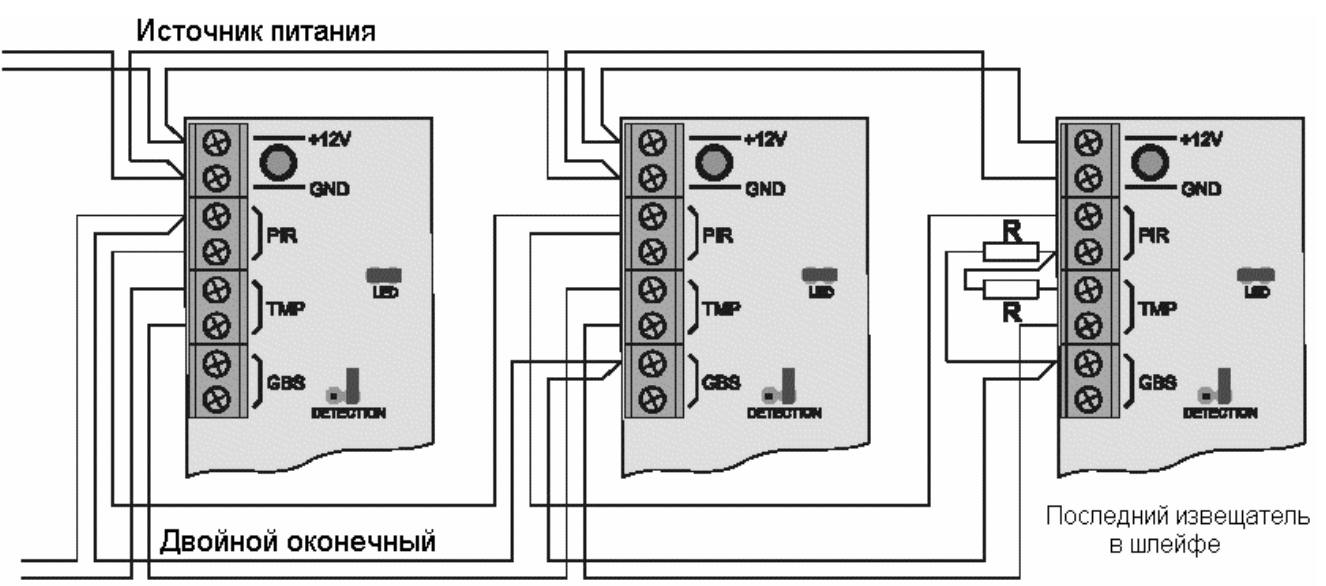 Источник питания
+12V
GND
PIR
TMP
GBS
LED
DETECTION
+12V
GND
PIR
TMP
GBS
LED
DETECTION
+12V
GND
PIR
TMP
GBS
LED
DETECTION
R
R
Двойной оконечный
Последний извещатель
в шлейфе